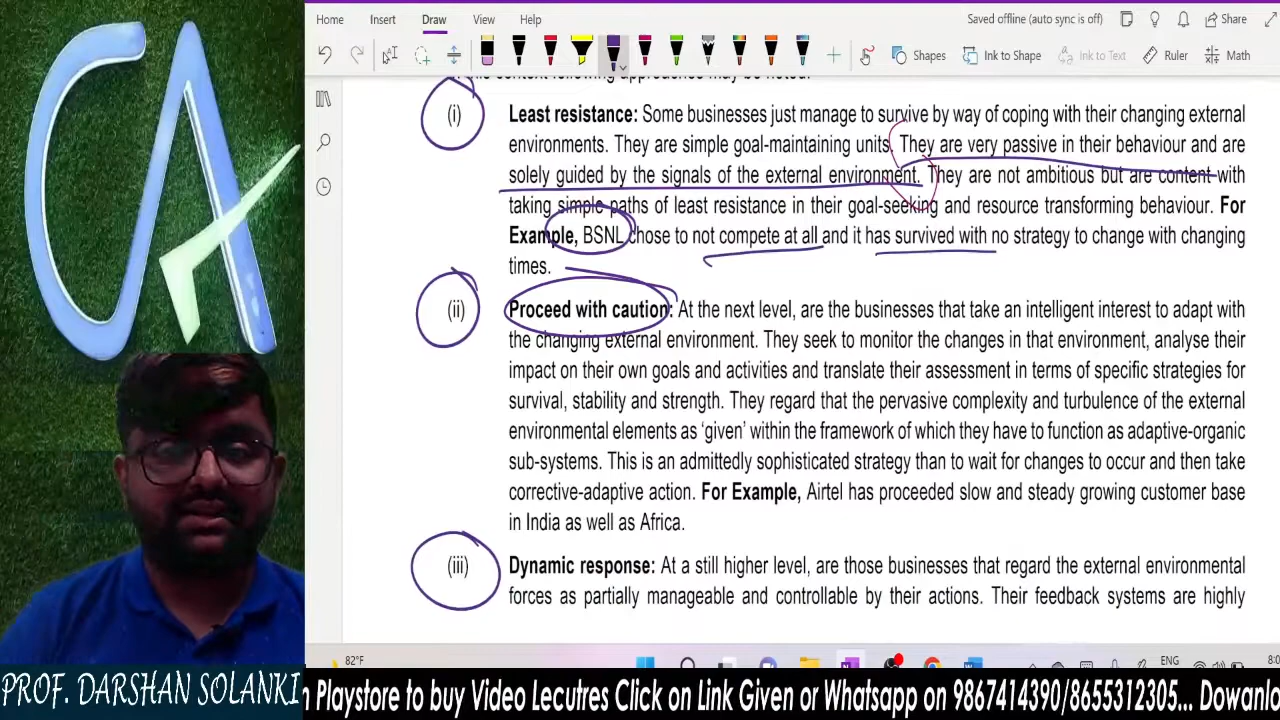 Home Insert Draw View Help Saved offline (auto sync is off) Share
Shapes Ink to Shape Ink to Text Ruler Math
in this context following approaches may be noted:
(i) Least resistance: Some businesses just manage to survive by way of coping with their changing external
environments. They are simple goal-maintaining units. They are very passive in their behaviour and are
solely guided by the signals of the external environment. They are not ambitious but are content with
taking simple paths of least resistance in their goal-seeking and resource transforming behaviour. For
Example, BSNL chose to not compete at all and it has survived with no strategy to change with changing
times.
(ii) Proceed with caution: At the next level, are the businesses that take an intelligent interest to adapt with
the changing external environment. They seek to monitor the changes in that environment, analyse their
impact on their own goals and activities and translate their assessment in terms of specific strategies for
survival, stability and strength. They regard that the pervasive complexity and turbulence of the external
environmental elements as ‘given’ within the framework of which they have to function as adaptive-organic
sub-systems. This is an admittedly sophisticated strategy than to wait for changes to occur and then take
corrective-adaptive action. For Example, Airtel has proceeded slow and steady growing customer base
in India as well as Africa.
(iii) Dynamic response: At a still higher level, are those businesses that regard the external environmental
forces as partially manageable and controllable by their actions. Their feedback systems are highly
82°F ENG 8:0
CA
PROF. DARSHAN SOLANKI
n Playstore to buy Video Lecutres Click on Link Given or Whatsapp on 9867414390/8655312305... Dowanlo